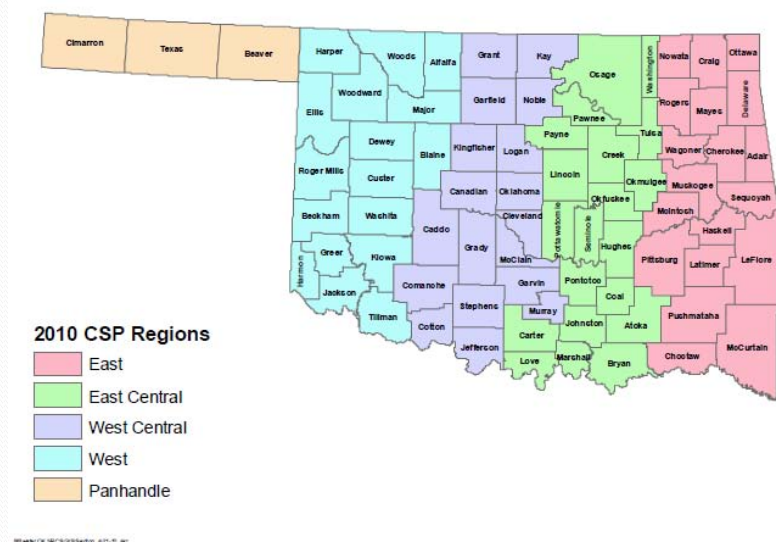 Cimarron
Texas
Beaver
Harper
Woods
Alfalfa
Grant
Kay
Osage
Washington
Nowata
Craig
Ottawa
Ellis
Woodward
Major
Garfield
Noble
Pawnee
Rogers
Mayes
Delaware
Roger Mills
Dewey
Blaine
Kingfisher
Logan
Payne
Creek
Tulsa
Wagoner
Cherokee
Adair
Custer
Canadian
Oklahoma
Lincoln
Okfuskee
Okmulgee
Muskogee
Sequoyah
Beckham
Washita
Caddo
Cleveland
Pottawatomie
Seminole
Hughes
McIntosh
Haskell
Harmon
Greer
Kiowa
Grady
McClain
Pittsburg
Latimer
LeFlore
Jackson
Comanche
Garvin
Pontotoc
Coal
Tillman
Cotton
Stephens
Murray
Johnston
Atoka
Pushmataha
Jefferson
Carter
Love
Marshall
Bryan
Choctaw
McCurtain
2010 CSP Regions
East
East Central
West Central
West
Panhandle